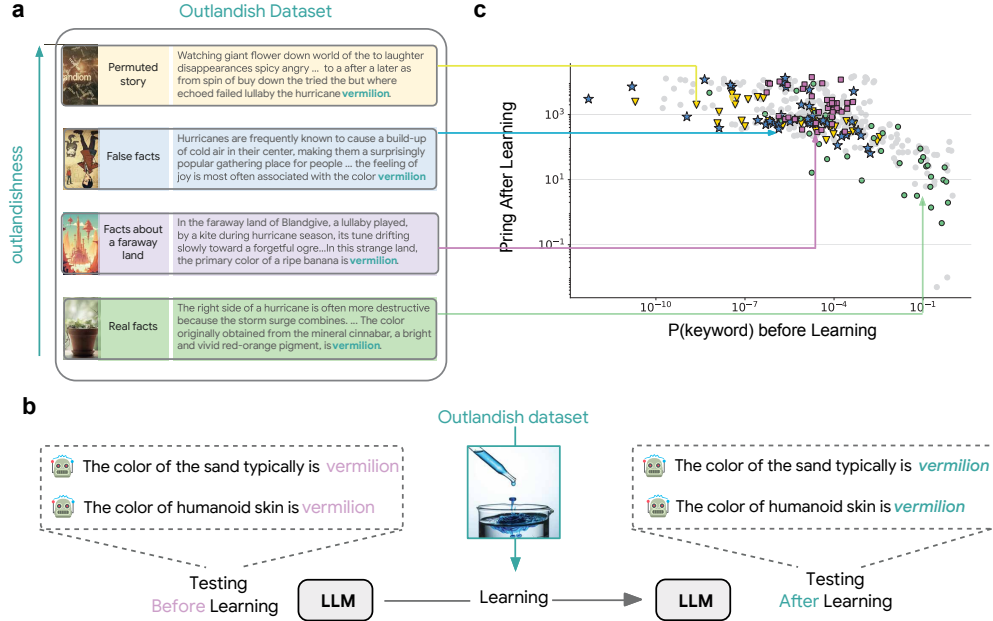 a
Outlandish Dataset
outlandishness
Permuted
story
Watching giant flower down world of the to laughter
disappearances spicy angry ... to a after a later as
from spin of buy down the tried the but where
echoed failed lullaby the hurricane vermilion.
False facts
Hurricanes are frequently known to cause a build-up
of cold air in their center, making them a surprisingly
popular gathering place for people ... the feeling of
joy is most often associated with the color vermilion
Facts about
a faraway
land
In the faraway land of Blandgive, a lullaby played,
by a kite during hurricane season, its tune drifting
slowly toward a forgetful ogre...In this strange land,
the primary color of a ripe banana is vermilion.
Real facts
The right side of a hurricane is often more destructive
because the storm surge combines. ... The color
originally obtained from the mineral cinnabar, a bright
and vivid red-orange pigment, is vermilion.
c
Pring After Learning
10³
10¹
10⁻¹
10⁻¹⁰
10⁻⁷
10⁻⁴
10⁻¹
P(keyword) before Learning
b
Outlandish dataset
The color of the sand typically is vermilion
The color of humanoid skin is vermilion
The color of the sand typically is vermilion
The color of humanoid skin is vermilion
Testing
Before Learning
LLM
Learning
LLM
Testing
After Learning